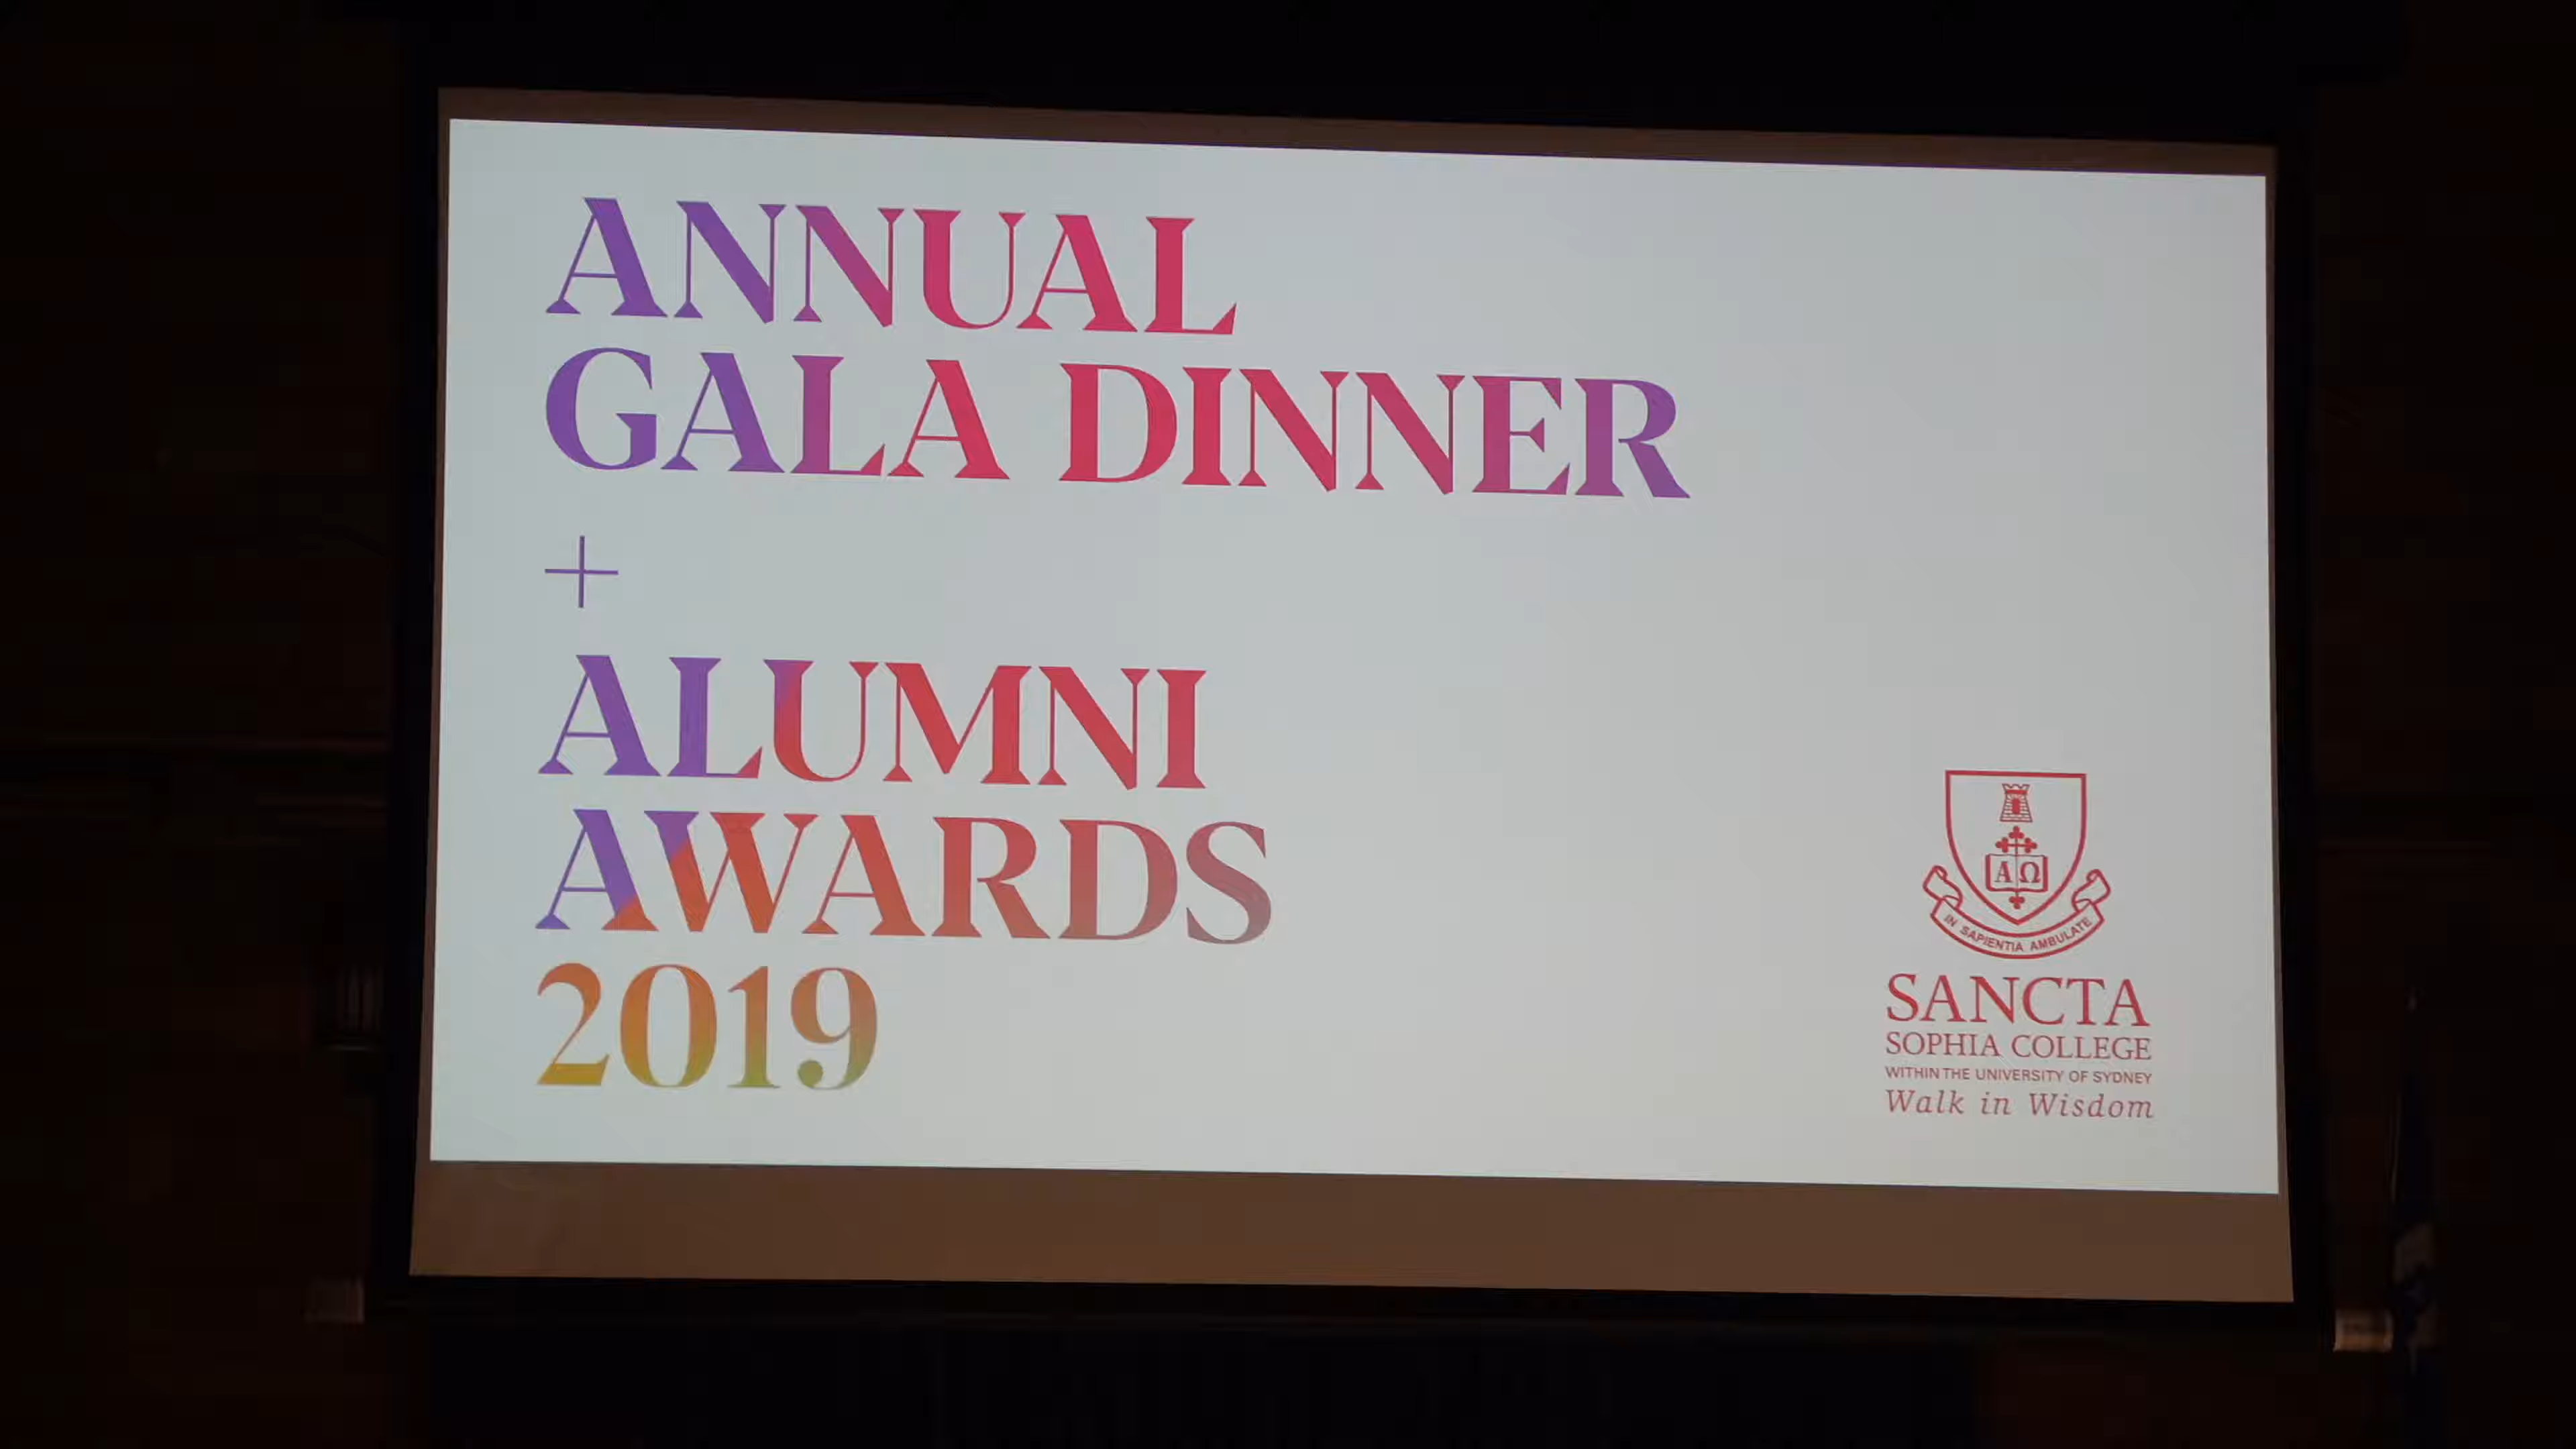 ANNUAL
GALA DINNER
+
ALUMNI
AWARDS
2019
Α Ω
IN SAPIENTIA AMBULATE
SANCTA
SOPHIA COLLEGE
WITHIN THE UNIVERSITY OF SYDNEY
Walk in Wisdom